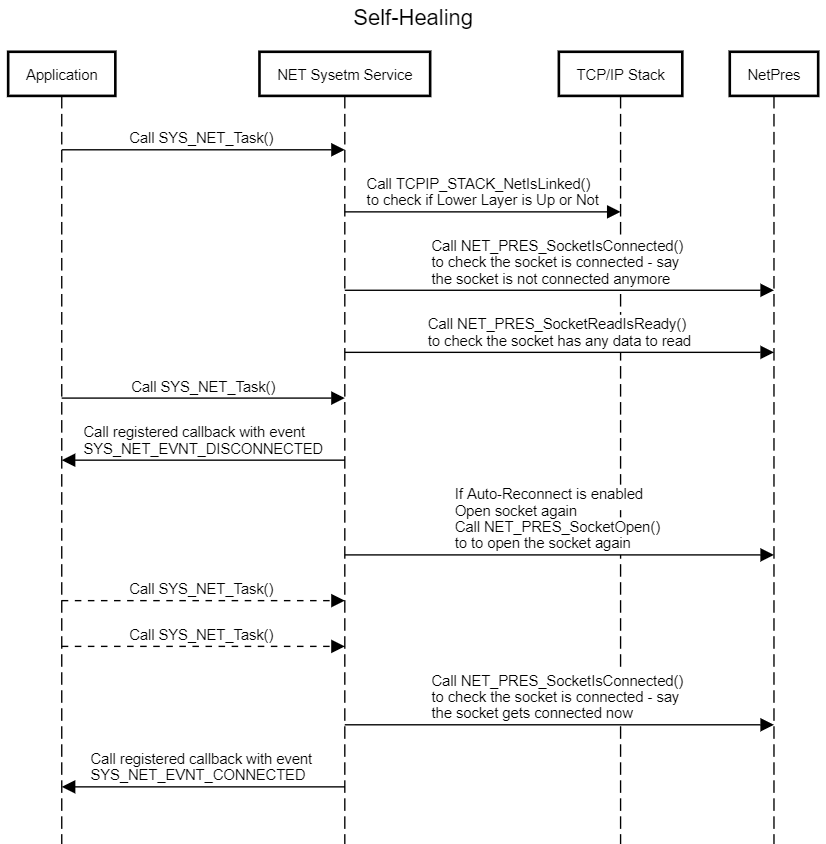 Self-Healing
Application
NET Sysetm Service
TCP/IP Stack
NetPres
Call SYS_NET_Task()
Call TCPIP_STACK_NetIsLinked()
to check if Lower Layer is Up or Not
Call NET_PRES_SocketIsConnected()
to check the socket is connected - say
the socket is not connected anymore
Call NET_PRES_SocketReadIsReady()
to check the socket has any data to read
Call SYS_NET_Task()
Call registered callback with event
SYS_NET_EVNT_DISCONNECTED
If Auto-Reconnect is enabled
Open socket again
Call NET_PRES_SocketOpen()
to to open the socket again
Call SYS_NET_Task()
Call SYS_NET_Task()
Call NET_PRES_SocketIsConnected()
to check the socket is connected - say
the socket gets connected now
Call registered callback with event
SYS_NET_EVNT_CONNECTED